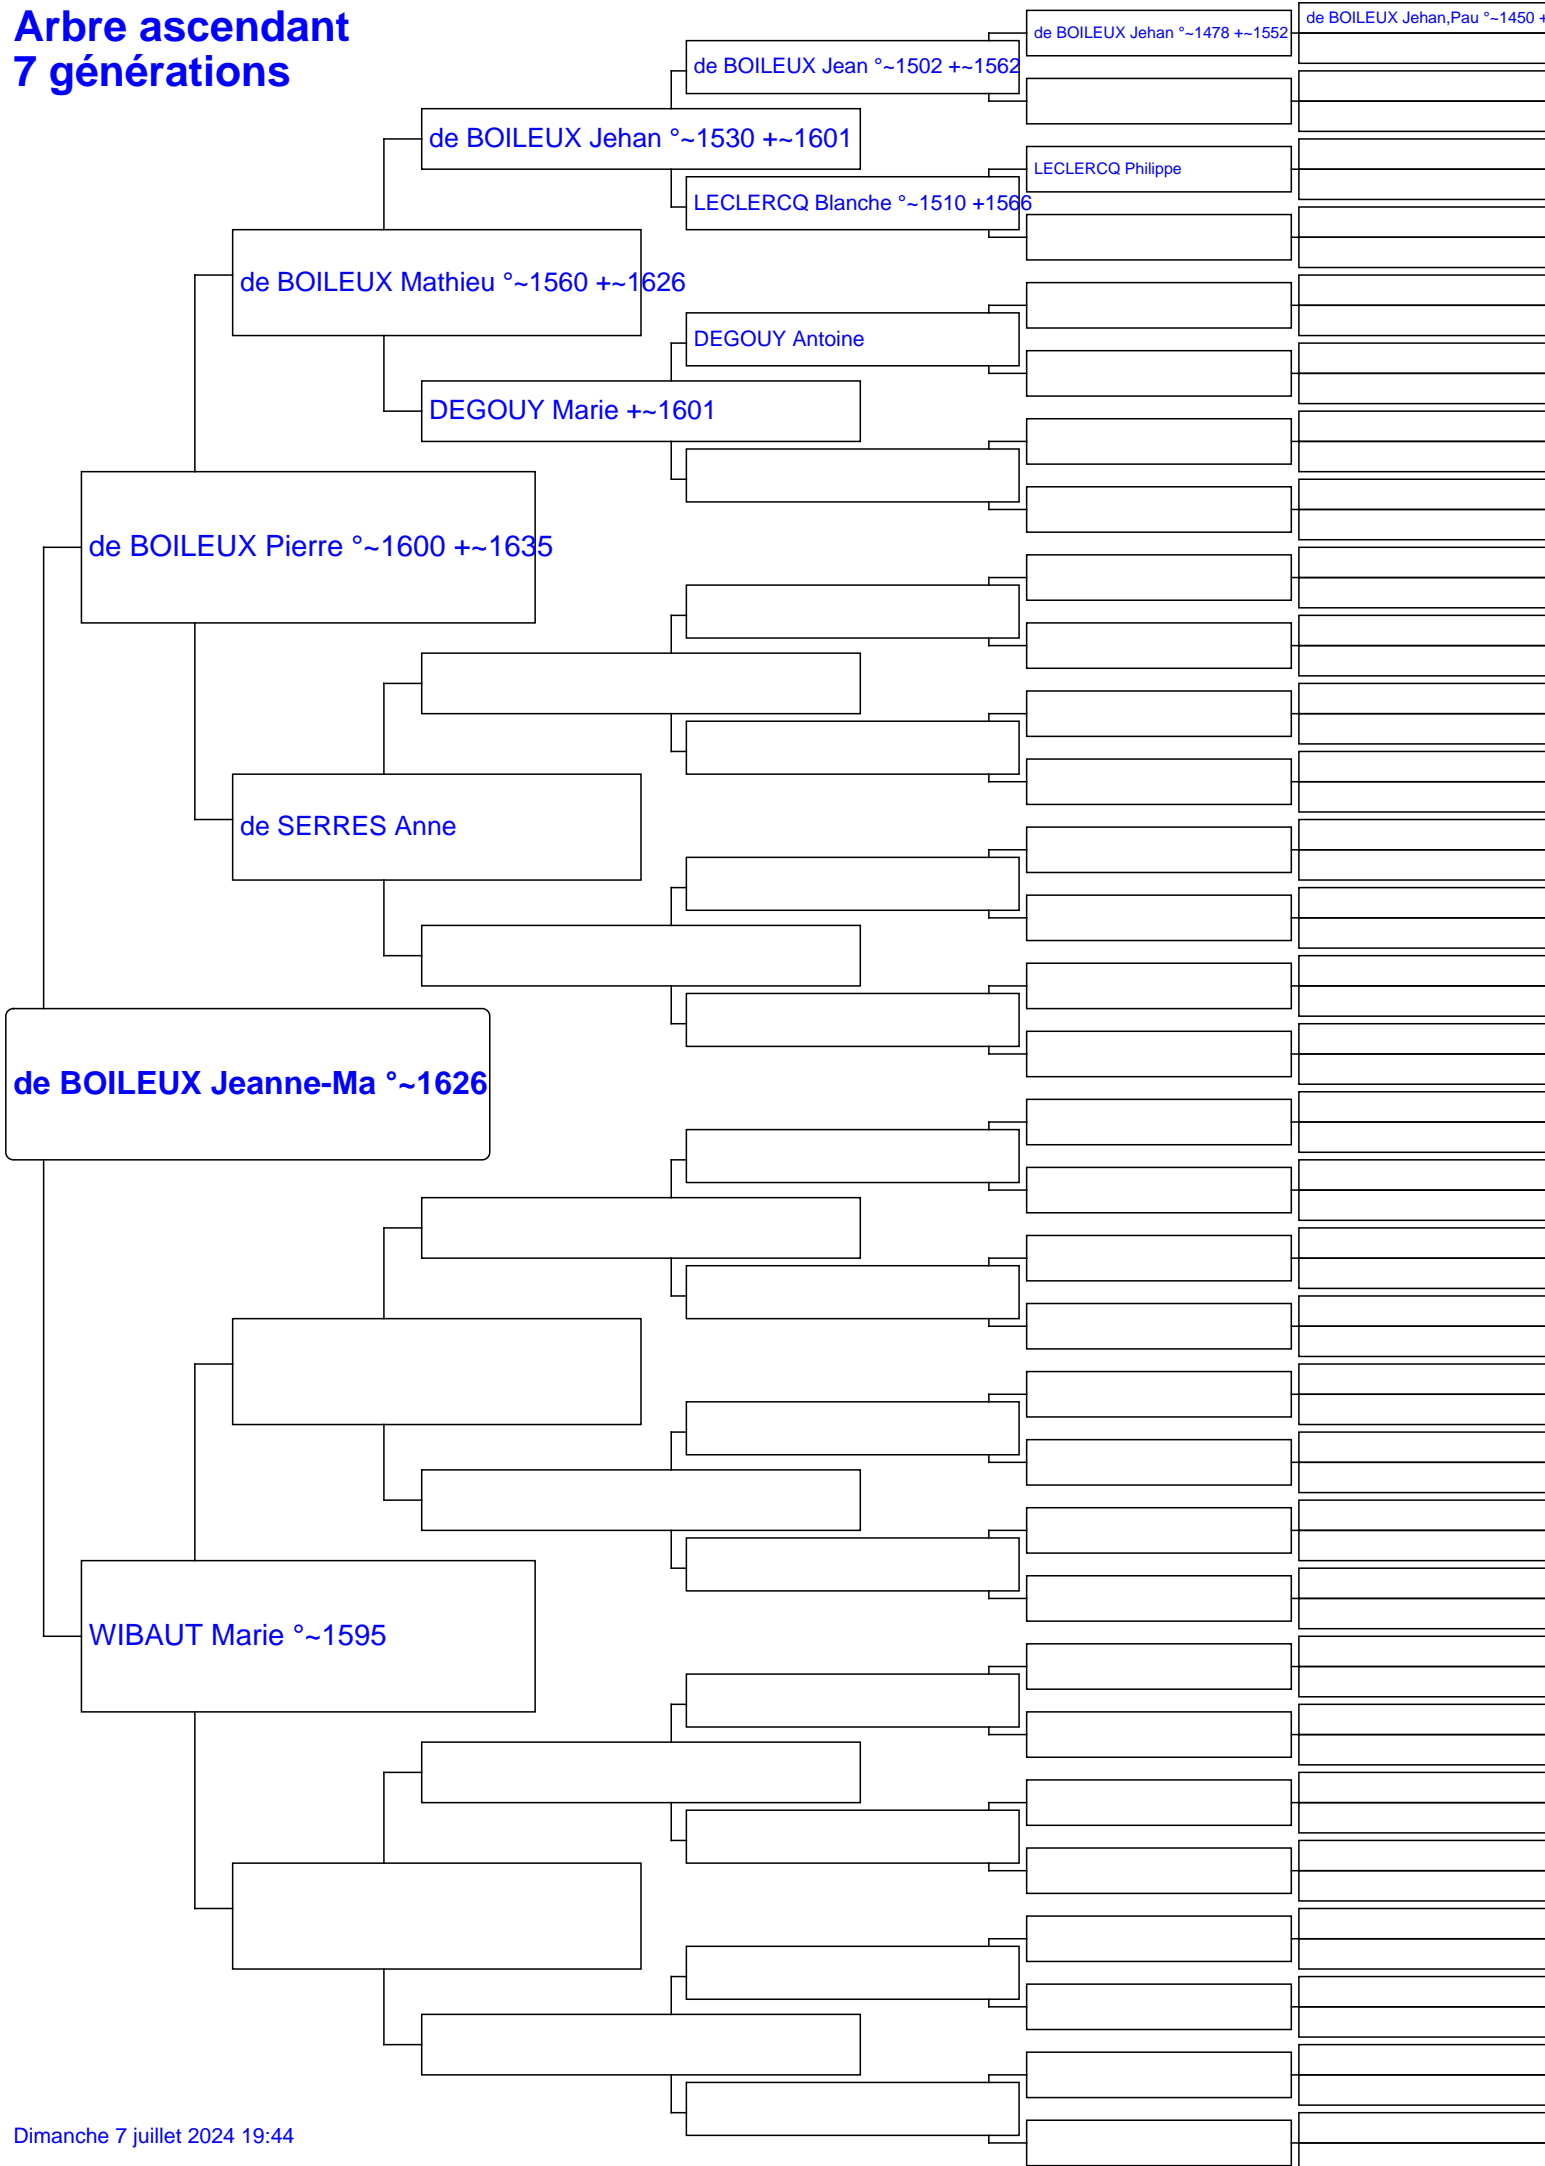 Arbre ascendant
7 générations
de BOILEUX Jehan,Pau °~1450 +
de BOILEUX Jehan °~1478 +~1552
de BOILEUX Jean °~1502 +~1562
de BOILEUX Jehan °~1530 +~1601
LECLERCQ Philippe
LECLERCQ Blanche °~1510 +1566
de BOILEUX Mathieu °~1560 +~1626
DEGOUY Antoine
DEGOUY Marie +~1601
de BOILEUX Pierre °~1600 +~1635
de SERRES Anne
de BOILEUX Jeanne-Ma °~1626
WIBAUT Marie °~1595
Dimanche 7 juillet 2024 19:44